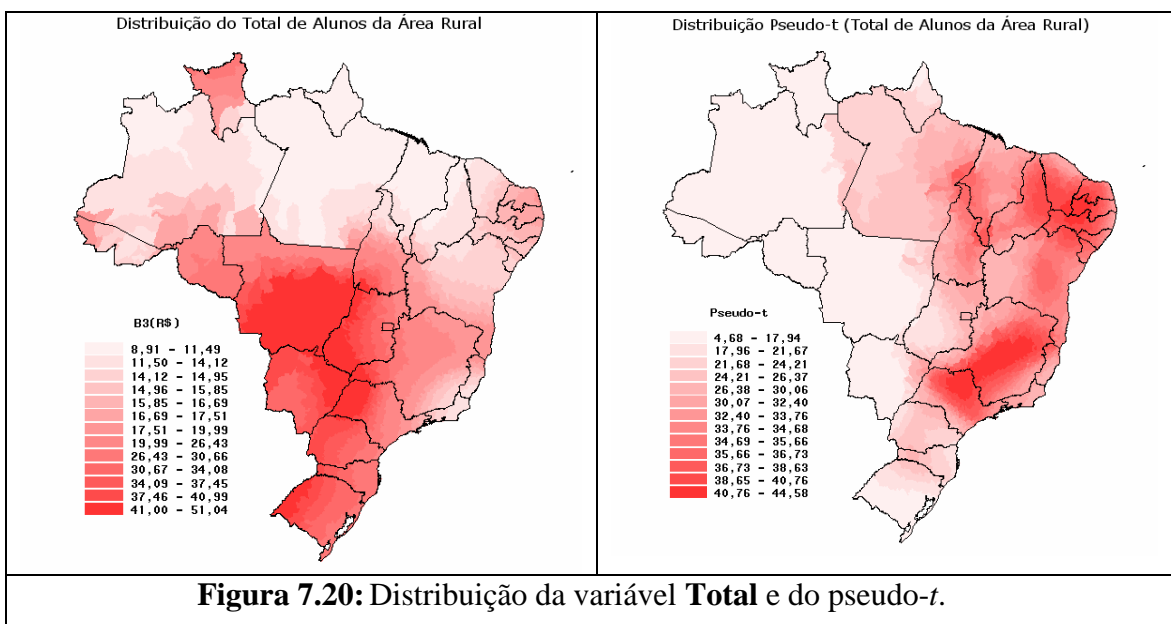 Distribuição do Total de Alunos da Área Rural
B3(R$)
8,91 - 11,49
11,50 - 14,12
14,12 - 14,95
14,96 - 15,85
15,85 - 16,69
16,69 - 17,51
17,51 - 19,99
19,99 - 26,43
26,43 - 30,66
30,67 - 34,08
34,09 - 37,45
37,46 - 40,99
41,00 - 51,04
Distribuição Pseudo-t (Total de Alunos da Área Rural)
Pseudo-t
4,68 - 17,94
17,96 - 21,67
21,68 - 24,21
24,21 - 26,37
26,38 - 30,06
30,07 - 32,40
32,40 - 33,76
33,76 - 34,68
34,69 - 35,66
35,66 - 36,73
36,73 - 38,63
38,65 - 40,76
40,76 - 44,58
Figura 7.20: Distribuição da variável Total e do pseudo-t.